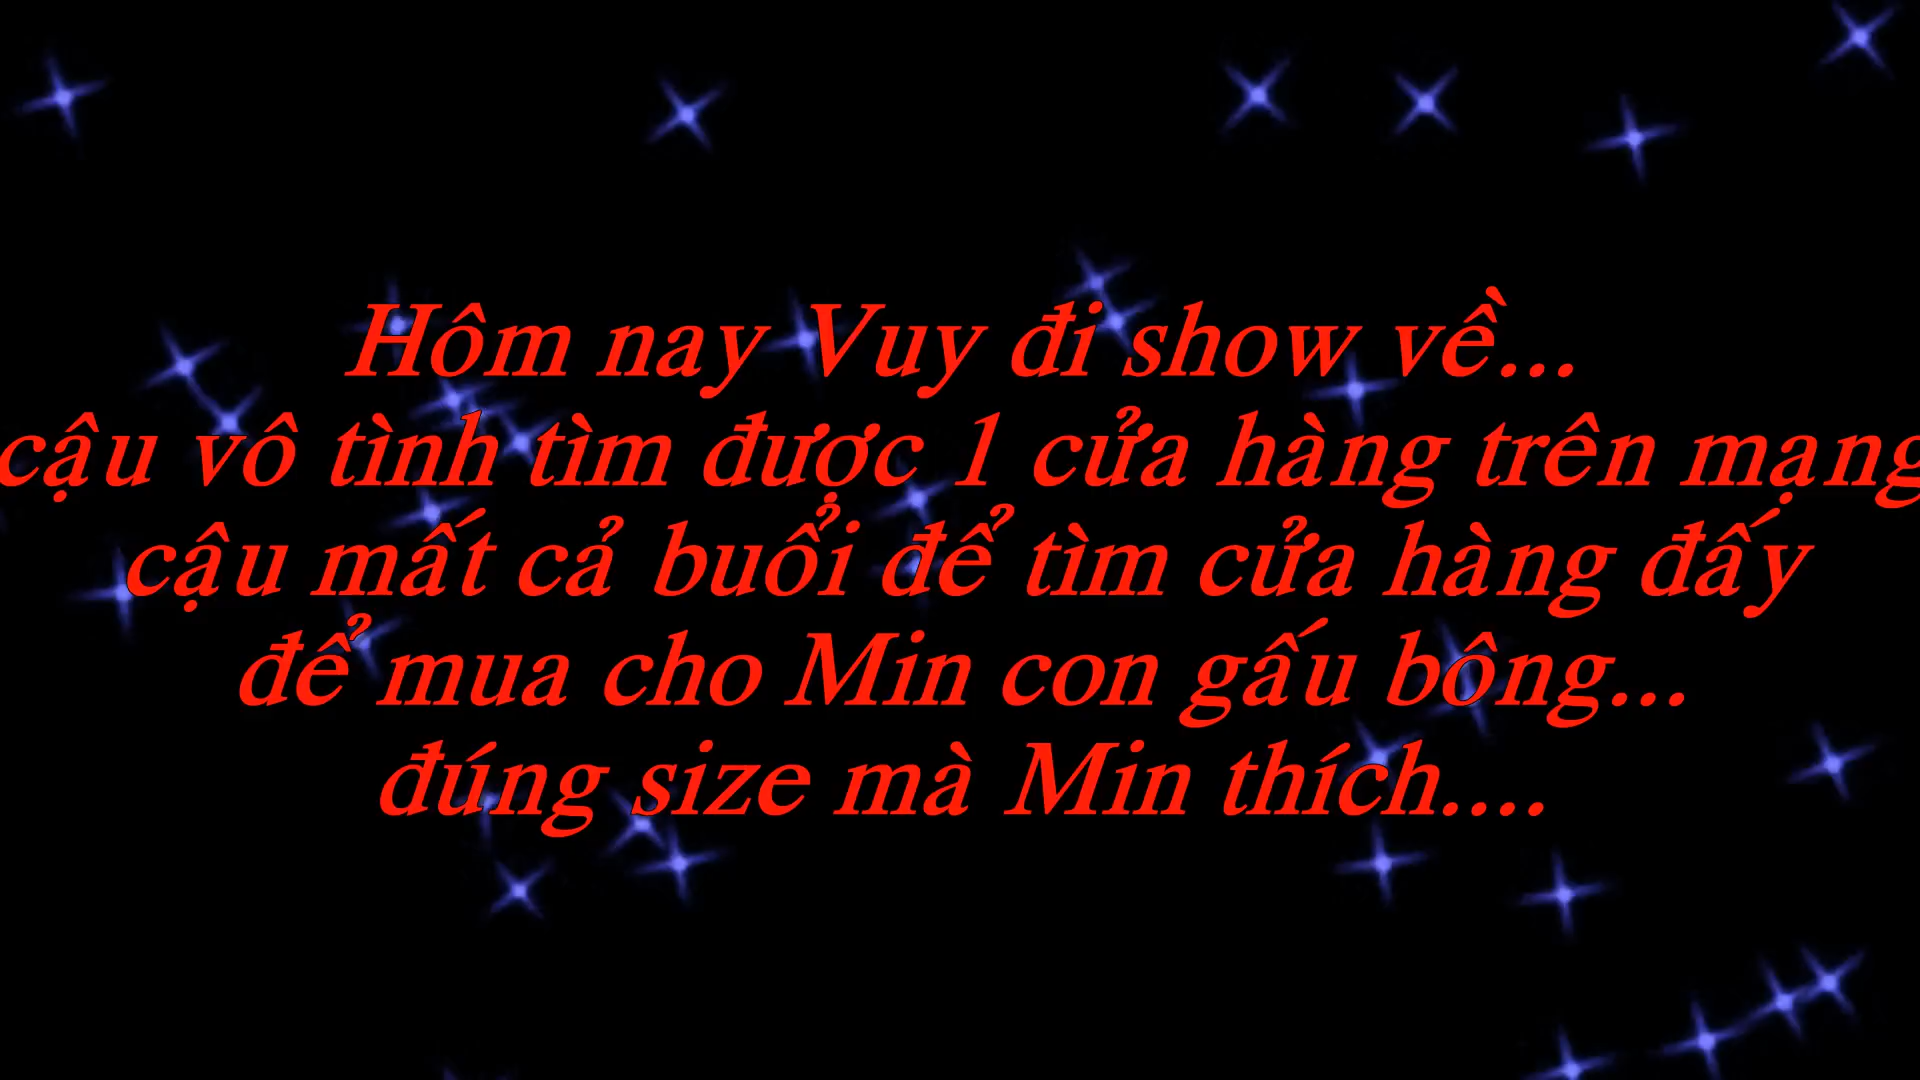 Hôm nay Vuy đi show về...
cậu vô tình tìm được 1 cửa hàng trên mạng
cậu mất cả buổi để tìm cửa hàng đấy
để mua cho Min con gấu bông...
đúng size mà Min thích....